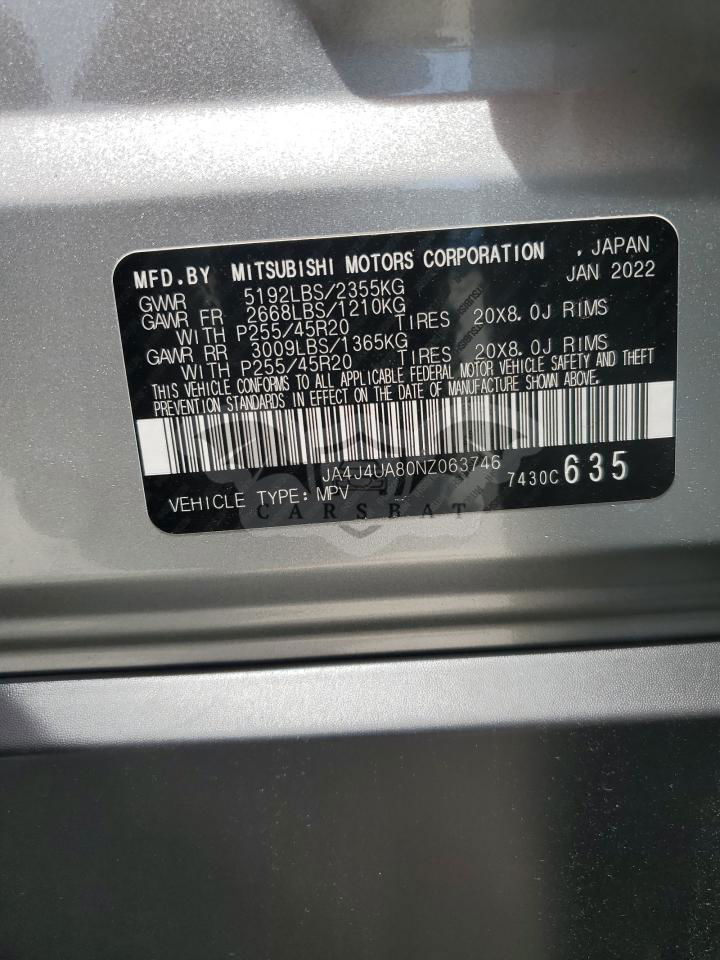 MFD.BY MITSUBISHI MOTORS CORPORATION , JAPAN
JAN 2022
GWVR 5192LBS/2355KG
GAWR FR 2668LBS/1210KG
WITH P255/45R20 TIRES 20X8.0J RIMS
GAWR RR 3009LBS/1365KG
WITH P255/45R20 TIRES 20X8.0J RIMS
THIS VEHICLE CONFORMS TO ALL APPLICABLE FEDERAL MOTOR VEHICLE SAFETY AND THEFT
PREVENTION STANDARDS IN EFFECT ON THE DATE OF MANUFACTURE SHOWN ABOVE.
JA4J4UA80NZ063746
7430C 635
VEHICLE TYPE: MPV
CARSBAT